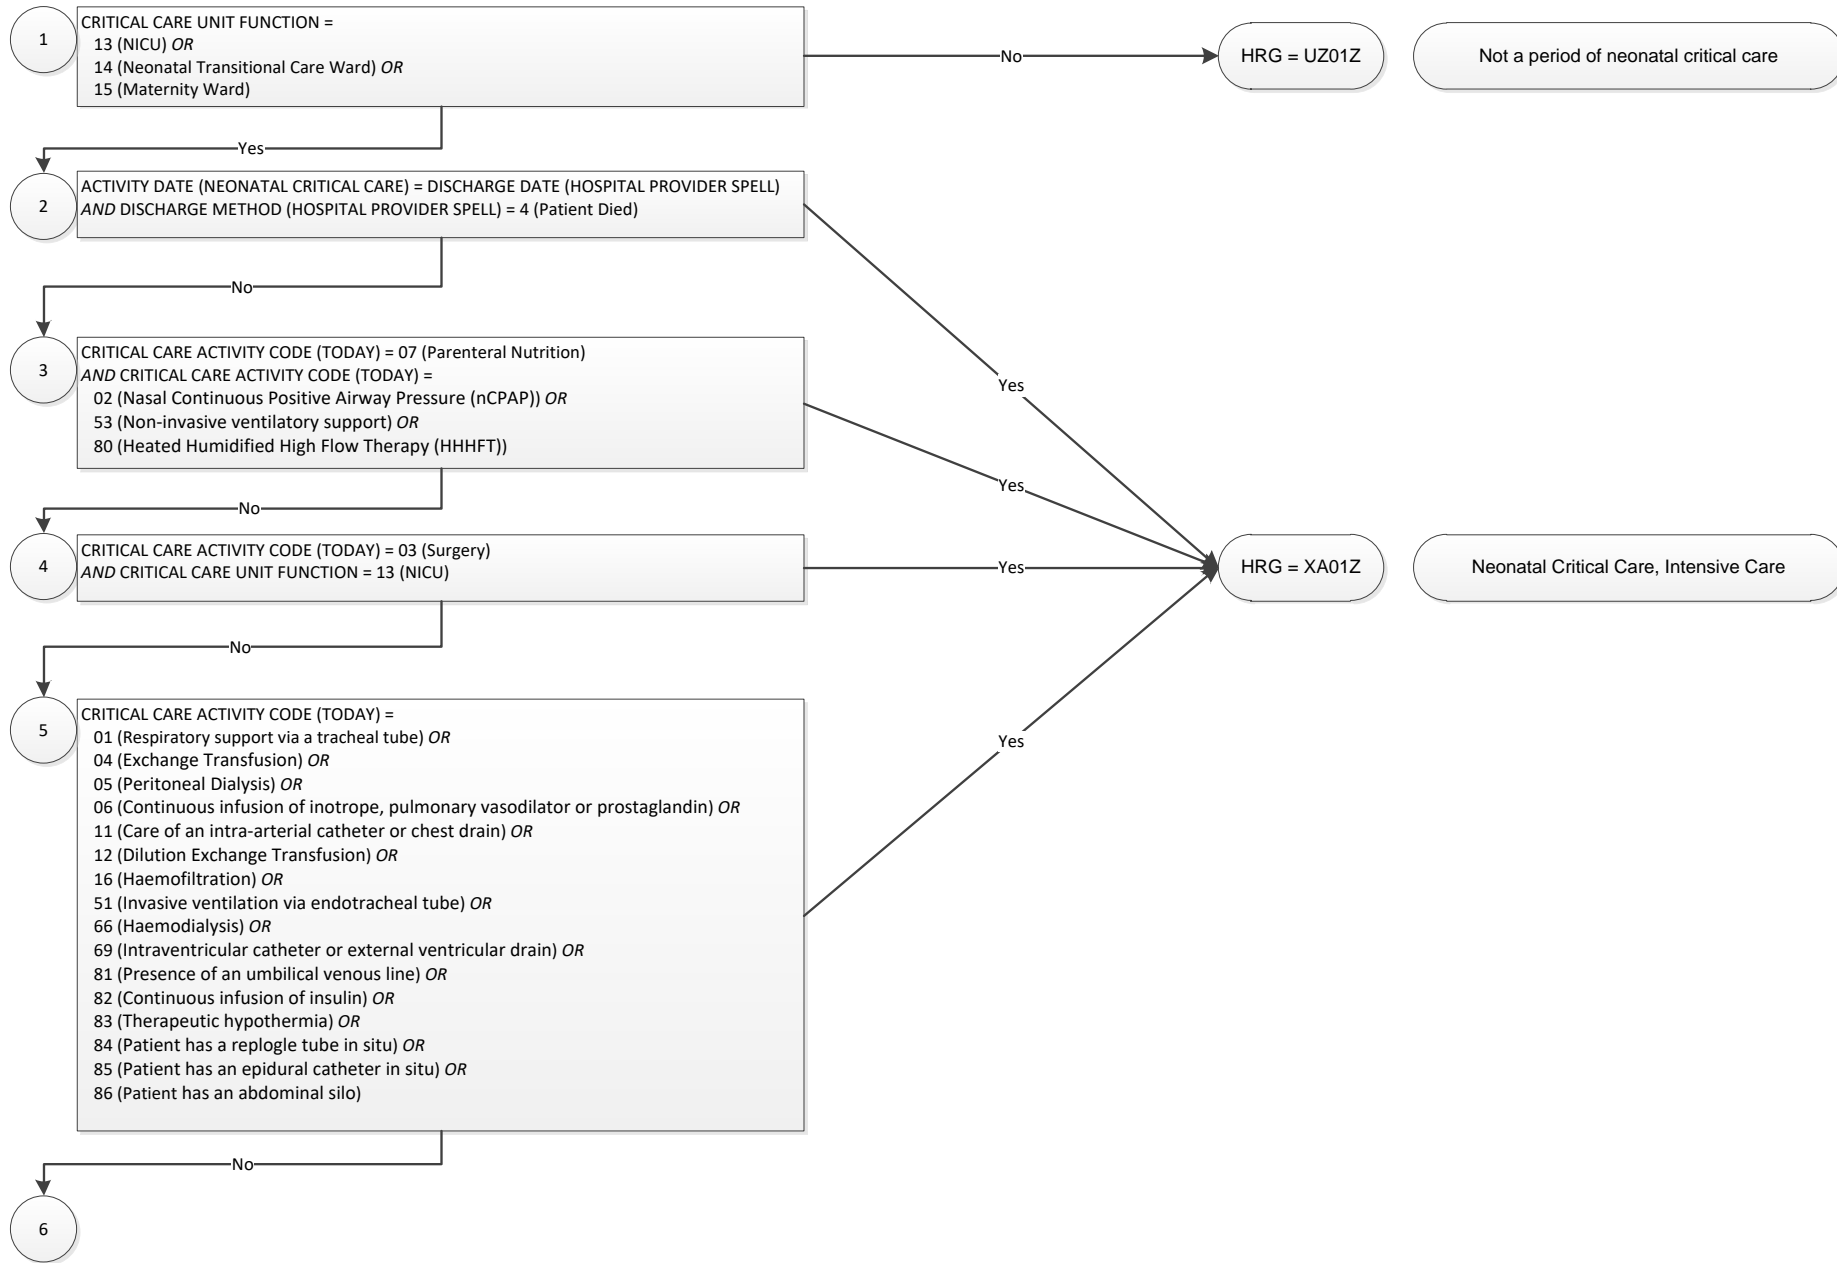 1
CRITICAL CARE UNIT FUNCTION =
13 (NICU) OR
14 (Neonatal Transitional Care Ward) OR
15 (Maternity Ward)
No
HRG = UZ01Z
Not a period of neonatal critical care
Yes
2
ACTIVITY DATE (NEONATAL CRITICAL CARE) = DISCHARGE DATE (HOSPITAL PROVIDER SPELL)
AND DISCHARGE METHOD (HOSPITAL PROVIDER SPELL) = 4 (Patient Died)
No
Yes
3
CRITICAL CARE ACTIVITY CODE (TODAY) = 07 (Parenteral Nutrition)
AND CRITICAL CARE ACTIVITY CODE (TODAY) =
02 (Nasal Continuous Positive Airway Pressure (nCPAP)) OR
53 (Non-invasive ventilatory support) OR
80 (Heated Humidified High Flow Therapy (HHHFT))
Yes
No
4
CRITICAL CARE ACTIVITY CODE (TODAY) = 03 (Surgery)
AND CRITICAL CARE UNIT FUNCTION = 13 (NICU)
Yes
HRG = XA01Z
Neonatal Critical Care, Intensive Care
No
5
CRITICAL CARE ACTIVITY CODE (TODAY) =
01 (Respiratory support via a tracheal tube) OR
04 (Exchange Transfusion) OR
05 (Peritoneal Dialysis) OR
06 (Continuous infusion of inotrope, pulmonary vasodilator or prostaglandin) OR
11 (Care of an intra-arterial catheter or chest drain) OR
12 (Dilution Exchange Transfusion) OR
16 (Haemofiltration) OR
51 (Invasive ventilation via endotracheal tube) OR
66 (Haemodialysis) OR
69 (Intraventricular catheter or external ventricular drain) OR
81 (Presence of an umbilical venous line) OR
82 (Continuous infusion of insulin) OR
83 (Therapeutic hypothermia) OR
84 (Patient has a replogle tube in situ) OR
85 (Patient has an epidural catheter in situ) OR
86 (Patient has an abdominal silo)
Yes
No
6